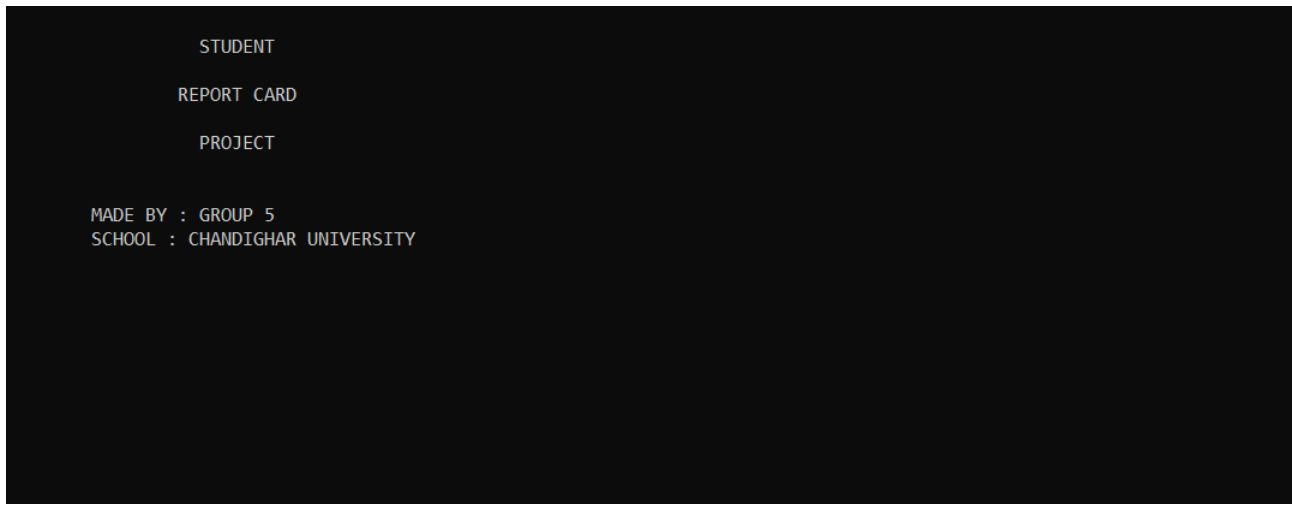 STUDENT
REPORT CARD
PROJECT
MADE BY : GROUP 5
SCHOOL : CHANDIGHAR UNIVERSITY